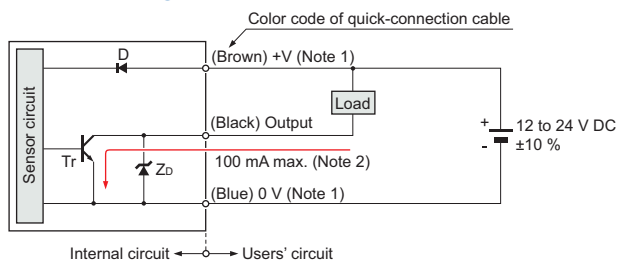 Color code of quick-connection cable
D
(Brown) +V (Note 1)
Sensor circuit
Load
(Black) Output
+
12 to 24 V DC
-
±10 %
Tr
ZD
100 mA max. (Note 2)
(Blue) 0 V (Note 1)
Internal circuit
Users' circuit